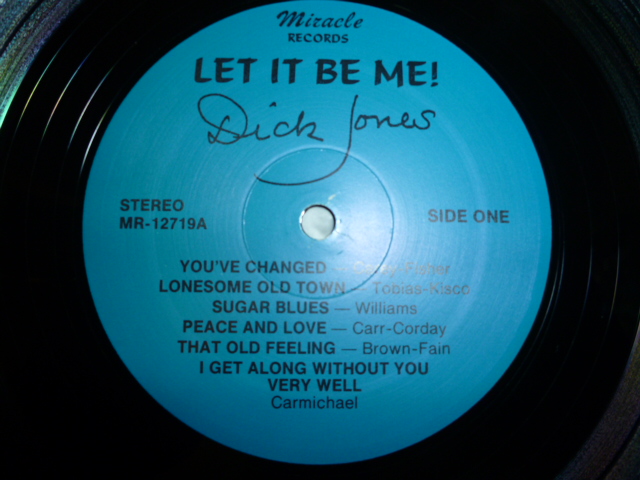 Miracle
RECORDS
LET IT BE ME!
Dick Jones
STEREO
MR-12719A
SIDE ONE
YOU'VE CHANGED
LONESOME OLD TOWN — Tobias-Kisco
SUGAR BLUES — Williams
PEACE AND LOVE — Carr-Corday
THAT OLD FEELING — Brown-Fain
I GET ALONG WITHOUT YOU
VERY WELL
Carmichael